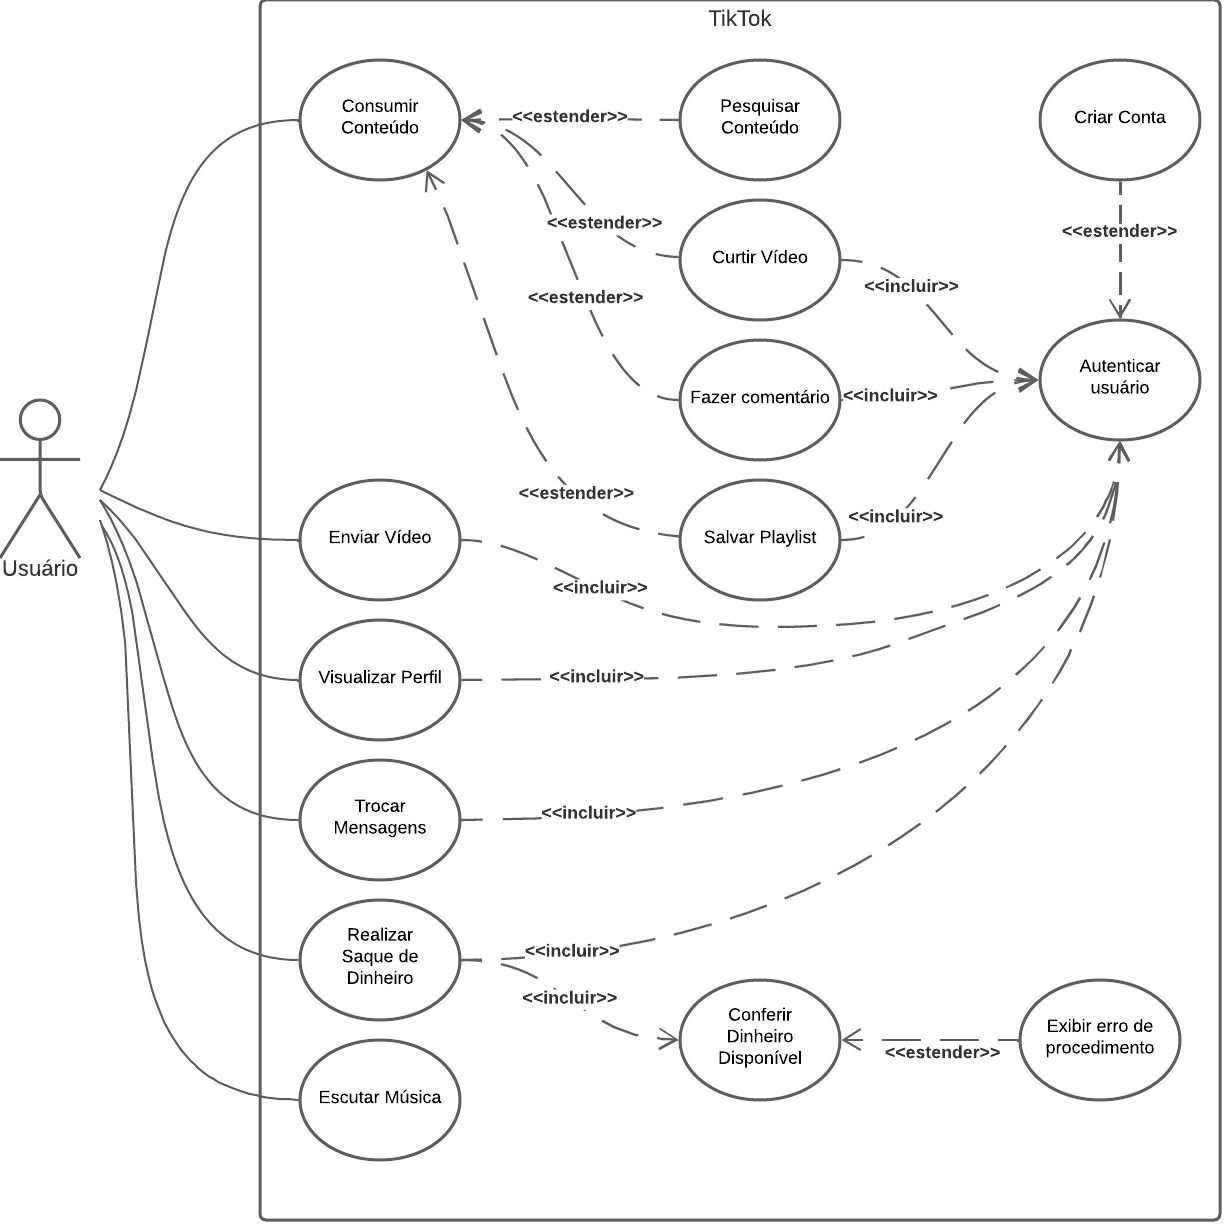 TikTok
Consumir
Conteúdo
<<estender>>
Pesquisar
Conteúdo
Criar Conta
<<estender>>
<<estender>>
Curtir Vídeo
<<incluir>>
<<estender>>
Autenticar
usuário
Fazer comentário
<<incluir>>
<<estender>>
Salvar Playlist
<<incluir>>
Usuário
Enviar Vídeo
<<incluir>>
Visualizar Perfil
<<incluir>>
Trocar
Mensagens
<<incluir>>
Realizar
Saque de
Dinheiro
<<incluir>>
<<incluir>>
Conferir
Dinheiro
Disponível
<<estender>>
Exibir erro de
procedimento
Escutar Música